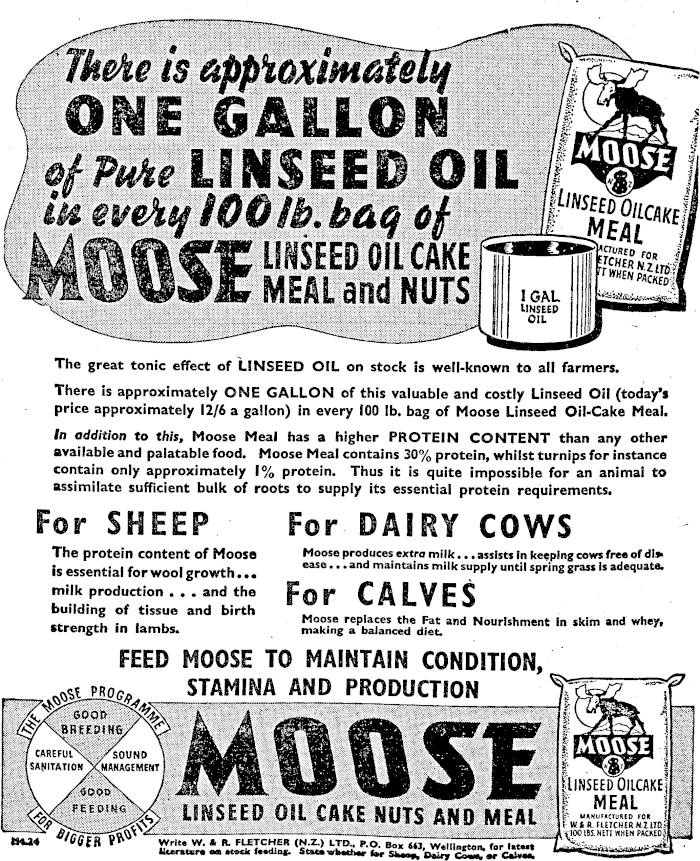 There is approximately
ONE GALLON
of Pure LINSEED OIL
in every 100 lb. bag of
MOOSE LINSEED OIL CAKE
MEAL and NUTS
MOOSE
LINSEED OILCAKE
MEAL
ACTURED FOR
ETCHER N.Z. LTD
TT WHEN PACKED
1 GAL.
LINSEED
OIL
The great tonic effect of LINSEED OIL on stock is well-known to all farmers.
There is approximately ONE GALLON of this valuable and costly Linseed Oil (today's
price approximately 12/6 a gallon) in every 100 lb. bag of Moose Linseed Oil-Cake Meal.
In addition to this, Moose Meal has a higher PROTEIN CONTENT than any other
available and palatable food. Moose Meal contains 30% protein, whilst turnips for instance
contain only approximately 1% protein. Thus it is quite impossible for an animal to
assimilate sufficient bulk of roots to supply its essential protein requirements.
For SHEEP
The protein content of Moose
is essential for wool growth...
milk production . . . and the
building of tissue and birth
strength in lambs.
For DAIRY COWS
Moose produces extra milk...assists in keeping cows free of dis-
ease...and maintains milk supply until spring grass is adequate.
For CALVES
Moose replaces the Fat and Nourishment in skim and whey,
making a balanced diet.
FEED MOOSE TO MAINTAIN CONDITION,
STAMINA AND PRODUCTION
THE MOOSE PROGRAMME
GOOD
BREEDING
CAREFUL
SANITATION
SOUND
MANAGEMENT
GOOD
FEEDING
FOR BIGGER PROFITS
MOOSE
LINSEED OIL CAKE NUTS AND MEAL
MOOSE
LINSEED OILCAKE
MEAL
MANUFACTURED FOR
W. & R. FLETCHER N.Z. LTD
100 LBS. NETT WHEN PACKED
Write W. & R. FLETCHER (N.Z.) LTD., P.O. Box 663, Wellington, for latest
literature on stock feeding. State whether for Sheep, Dairy Cows, or Calves.